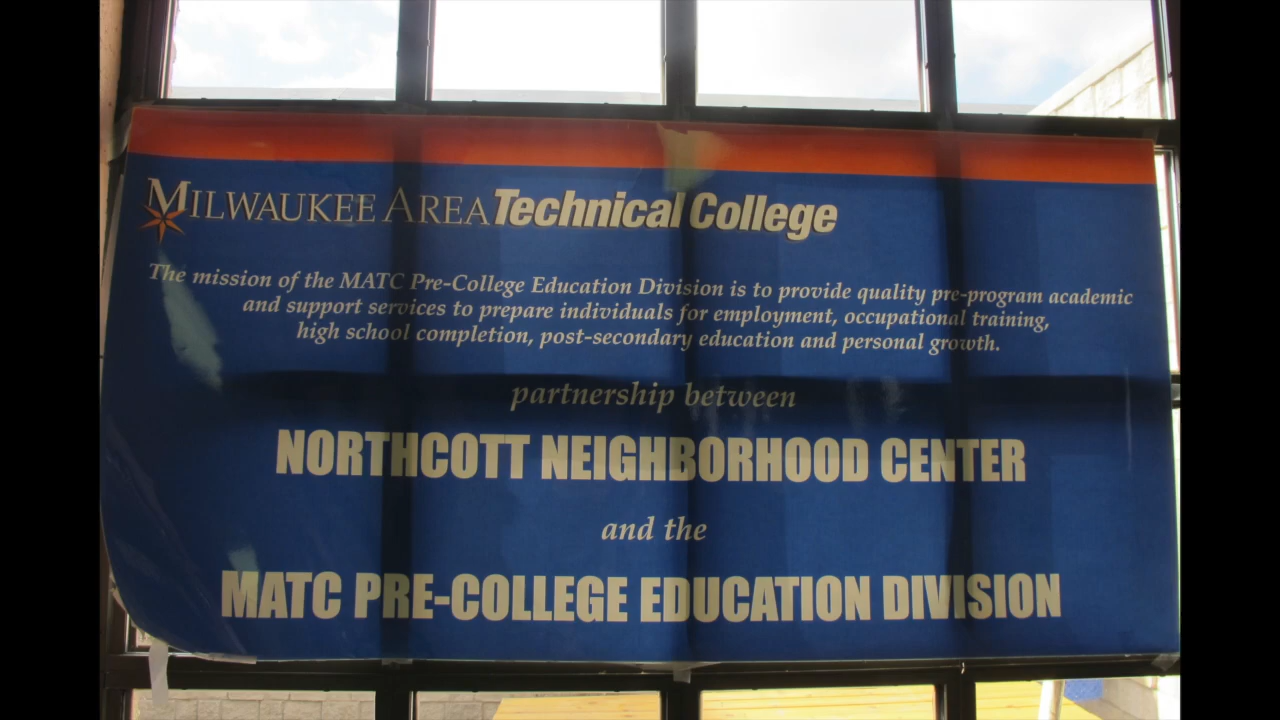 MILWAUKEE AREA Technical College
The mission of the MATC Pre-College Education Division is to provide quality pre-program academic
and support services to prepare individuals for employment, occupational training,
high school completion, post-secondary education and personal growth.
partnership between
NORTHCOTT NEIGHBORHOOD CENTER
and the
MATC PRE-COLLEGE EDUCATION DIVISION